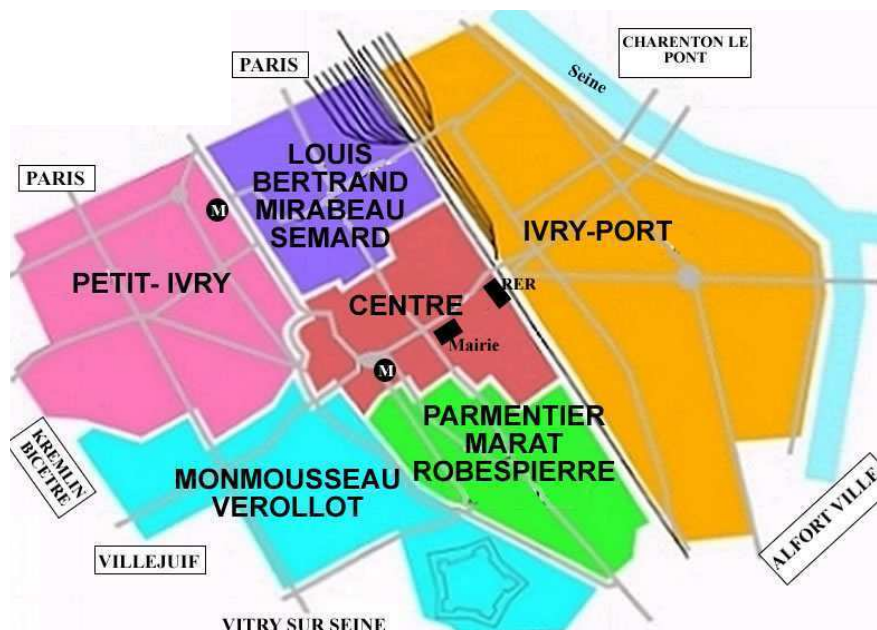 PARIS
CHARENTON LE
PONT
Seine
PARIS
LOUIS
BERTRAND
MIRABEAU
SEMARD
M
IVRY-PORT
PETIT- IVRY
RER
CENTRE
Mairie
M
PARMENTIER
MARAT
ROBESPIERRE
KREMLIN
BICETRE
MONMOUSSEAU
VEROLLOT
ALFORT VILLE
VILLEJUIF
VITRY SUR SEINE